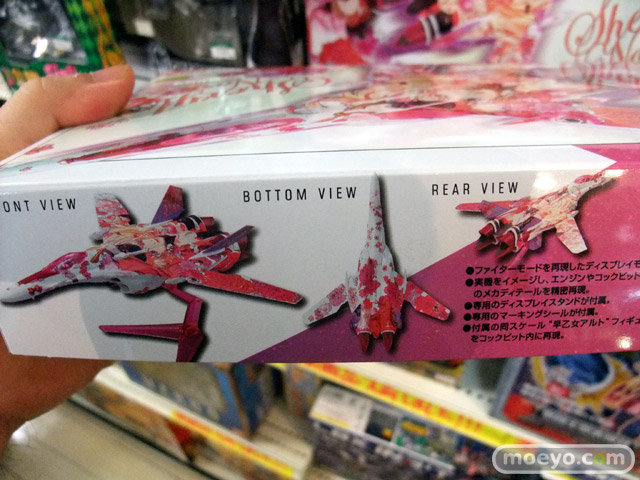 ONT VIEW
BOTTOM VIEW
REAR VIEW
●ファイターモードを再現したディスプレイモ
●実機をイメージし、エンジンやコックピット
のメカディテールを精密再現。
●専用のディスプレイスタンドが付属。
●専用のマーキングシールが付属。
●付属の同スケール"早乙女アルト"フィギュ
をコックピット内に再現。
moeyo.com